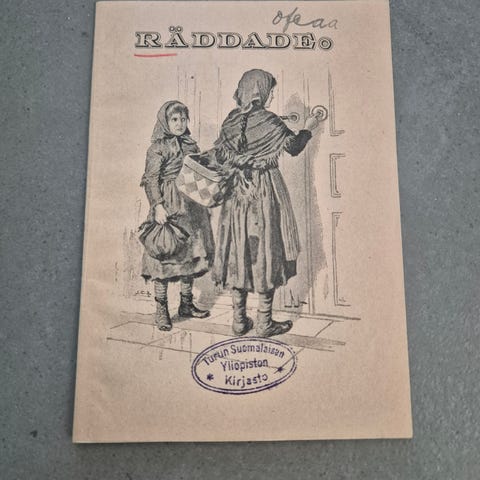 RÄDDADE.
Turun Suomalaisen
Yliopiston
* Kirjasto *